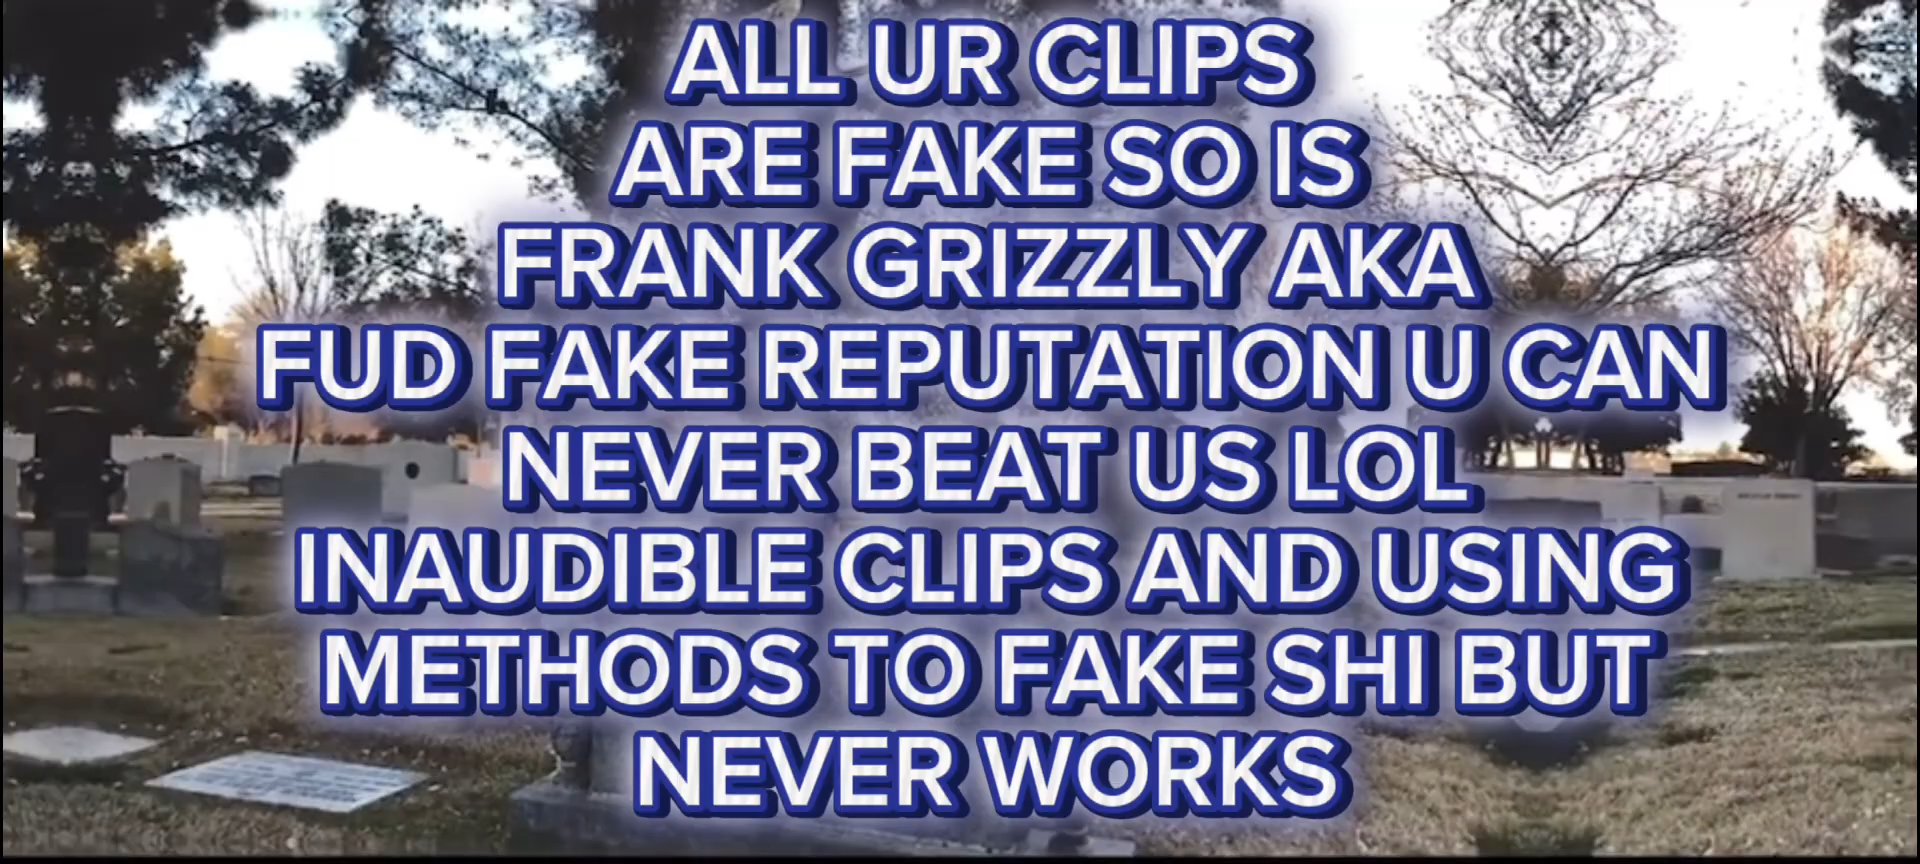 ALL UR CLIPS
ARE FAKE SO IS
FRANK GRIZZLY AKA
FUD FAKE REPUTATION U CAN
NEVER BEAT US LOL
INAUDIBLE CLIPS AND USING
METHODS TO FAKE SHI BUT
NEVER WORKS